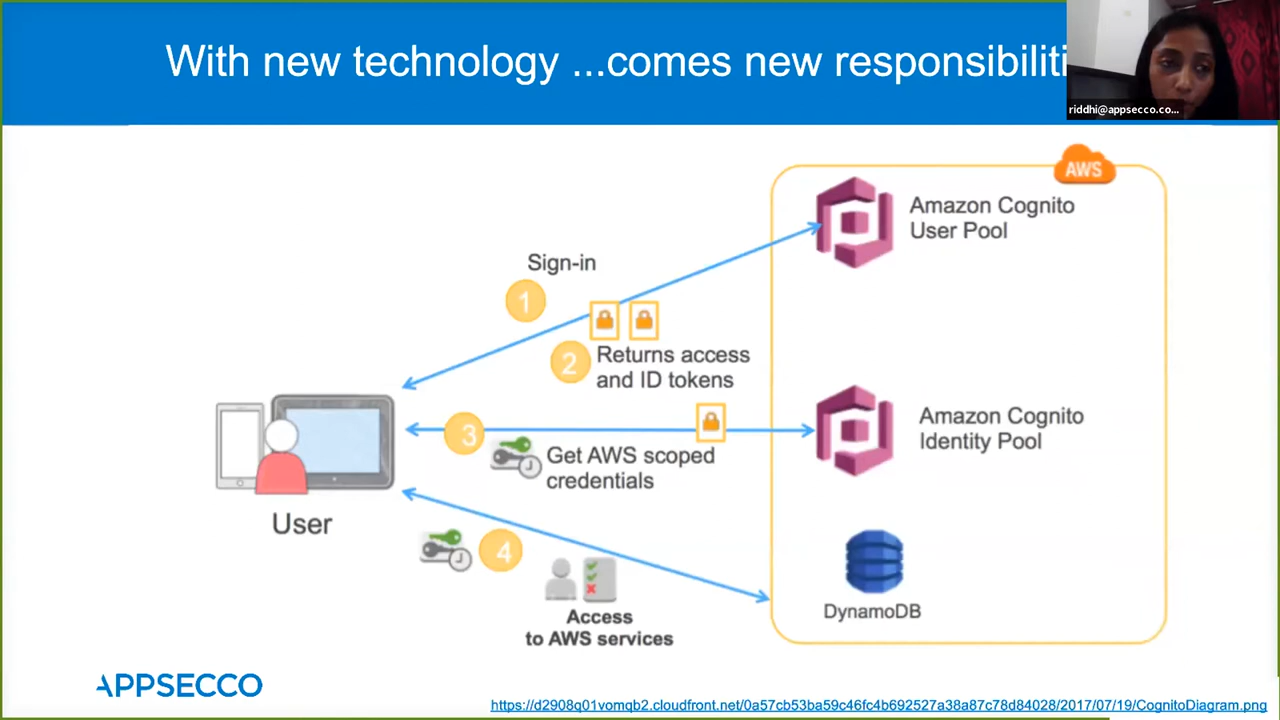 With new technology ...comes new responsibiliti
riddhi@appsecco.co...
AWS
Amazon Cognito
User Pool
Sign-in
1
2
Returns access
and ID tokens
3
Amazon Cognito
Identity Pool
Get AWS scoped
credentials
User
4
Access
to AWS services
DynamoDB
APPSECCO
https://d2908q01vomqb2.cloudfront.net/0a57cb53ba59c46fc4b692527a38a87c78d84028/2017/07/19/CognitoDiagram.png